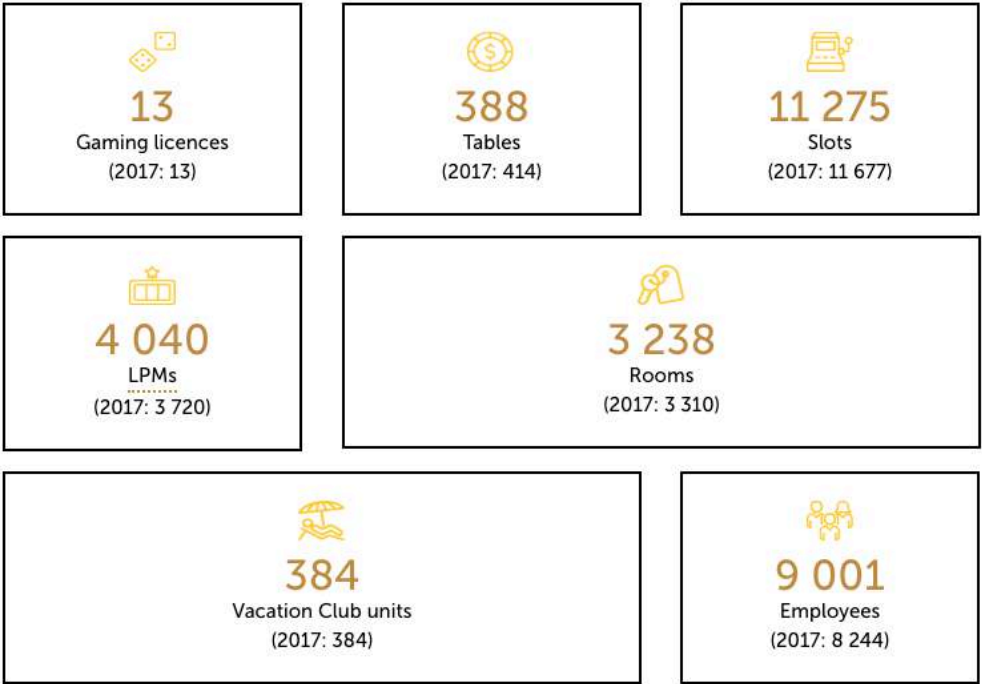 13
Gaming licences
(2017: 13)
388
Tables
(2017: 414)
11 275
Slots
(2017: 11 677)
4 040
LPMs
(2017: 3 720)
3 238
Rooms
(2017: 3 310)
384
Vacation Club units
(2017: 384)
9 001
Employees
(2017: 8 244)